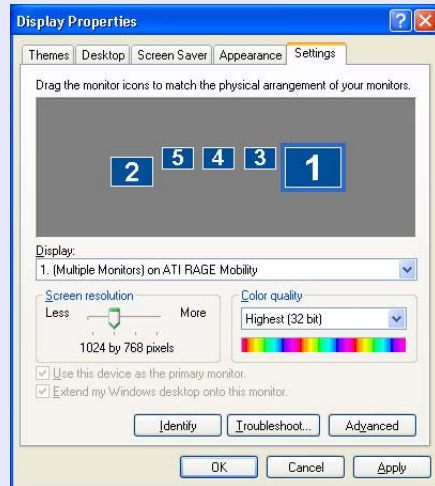 Display Properties
Themes Desktop Screen Saver Appearance Settings
Drag the monitor icons to match the physical arrangement of your monitors.
2 5 4 3 1
Display:
1. (Multiple Monitors) on ATI RAGE Mobility
Screen resolution
Less More
1024 by 768 pixels
Color quality
Highest (32 bit)
Use this device as the primary monitor.
Extend my Windows desktop onto this monitor.
Identify Troubleshoot... Advanced
OK Cancel Apply